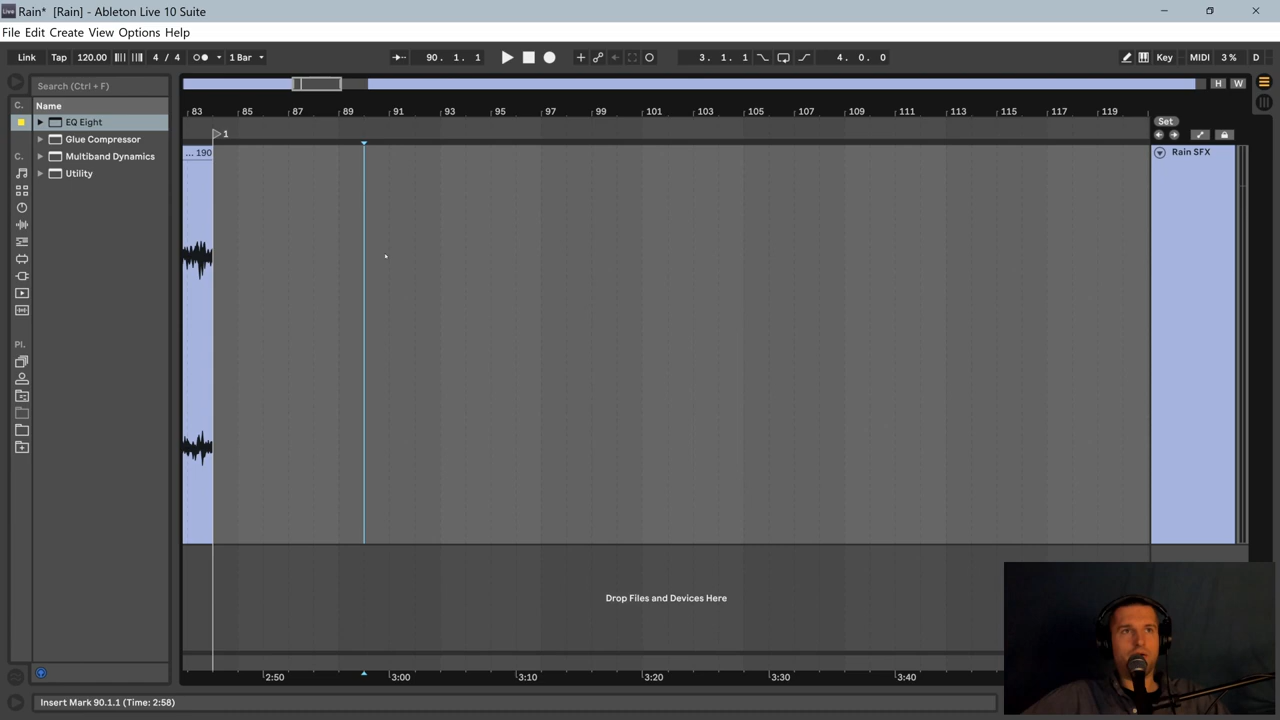 Live Rain* [Rain] - Ableton Live 10 Suite
File Edit Create View Options Help
Link Tap 120.00 4 / 4 1 Bar 90. 1. 1 3. 1. 1 4. 0. 0 Key MIDI 3 % D
Search (Ctrl + F)
H W
C. Name
83 85 87 89 91 93 95 97 99 101 103 105 107 109 111 113 115 117 119
EQ Eight
Set
1
Glue Compressor
C. Multiband Dynamics
... 190
Rain SFX
Utility
Pl.
Drop Files and Devices Here
2:50 3:00 3:10 3:20 3:30 3:40
Insert Mark 90.1.1 (Time: 2:58)